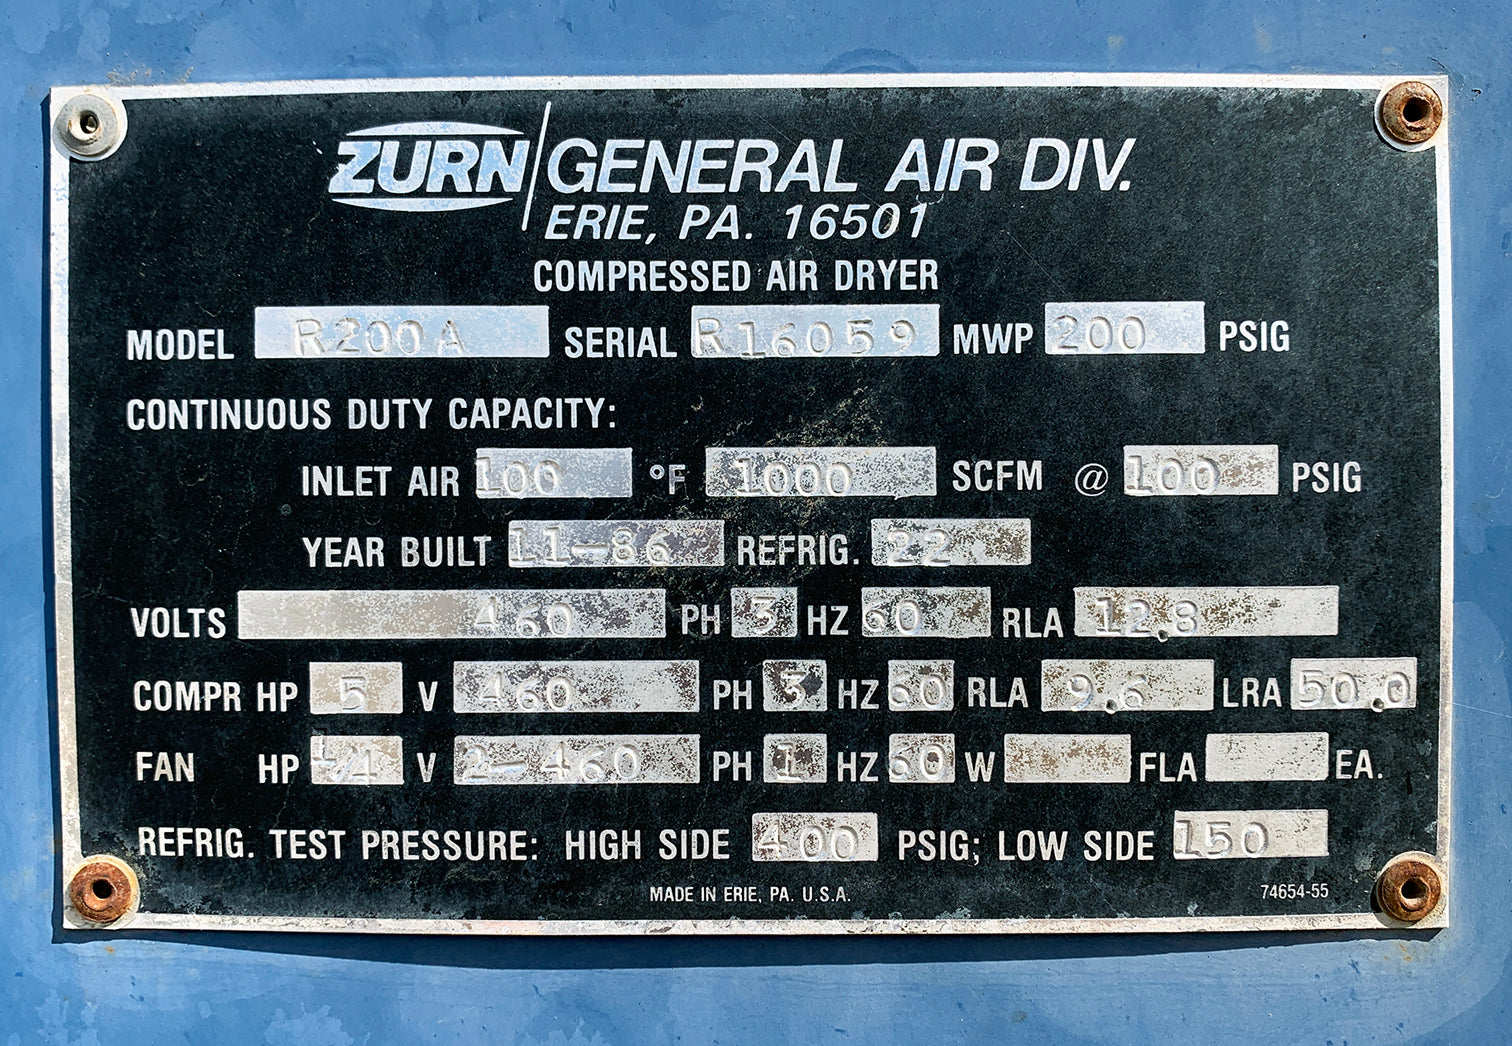 ZURN GENERAL AIR DIV.
ERIE, PA. 16501
COMPRESSED AIR DRYER
MODEL R200A SERIAL R16059 MWP 200 PSIG
CONTINUOUS DUTY CAPACITY:
INLET AIR 100 °F 1000 SCFM @ 100 PSIG
YEAR BUILT 11-86 REFRIG. 22
VOLTS 460 PH 3 HZ 60 RLA 12.8
COMPR HP 5 V 460 PH 3 HZ 60 RLA 9.6 LRA 50.0
FAN HP 1/4 V 2-460 PH 1 HZ 60 W FLA EA.
REFRIG. TEST PRESSURE: HIGH SIDE 400 PSIG; LOW SIDE 150
MADE IN ERIE, PA. U.S.A. 74654-55